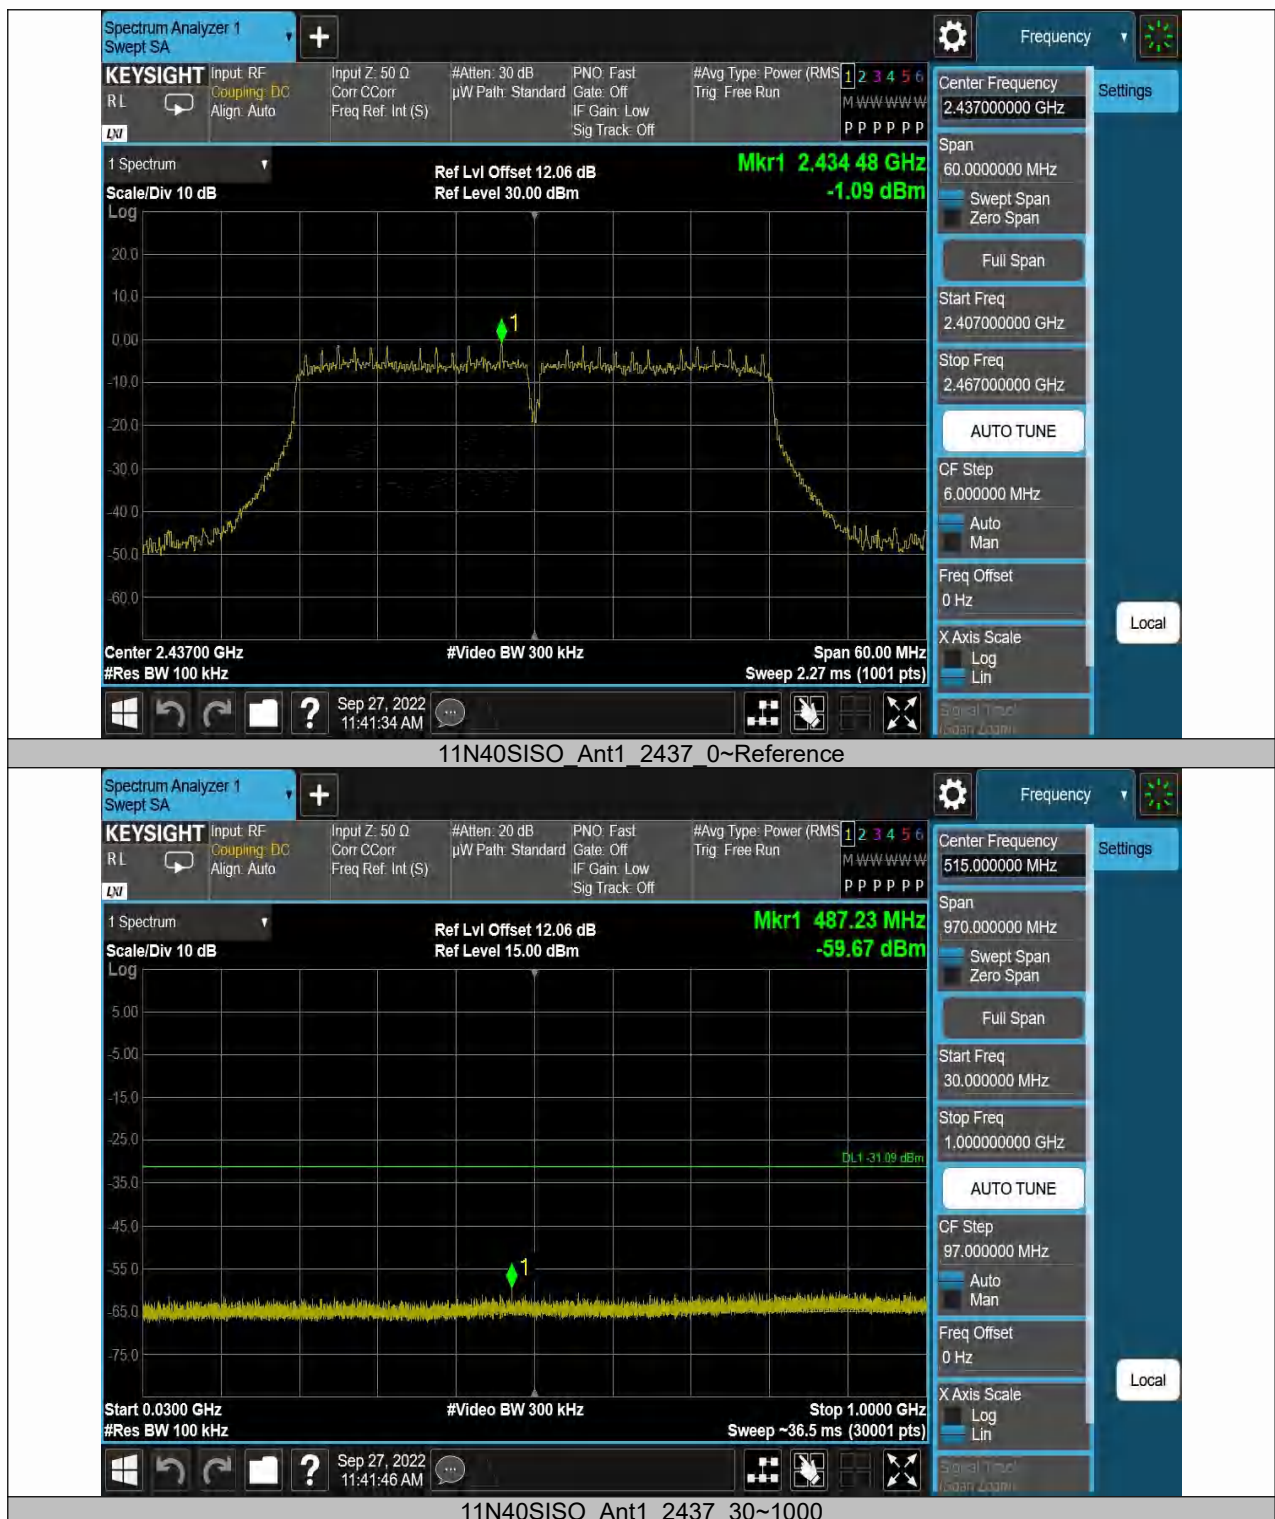 Spectrum Analyzer 1
Swept SA
Frequency
KEYSIGHT
RL
LXI
Input: RF
Coupling: DC
Align: Auto
Input Z: 50 Ω
Corr CCorr
Freq Ref: Int (S)
#Atten: 30 dB
µW Path: Standard
PNO: Fast
Gate: Off
IF Gain: Low
Sig Track: Off
#Avg Type: Power (RMS
Trig: Free Run
1 2 3 4 5 6
M W W W W W
P P P P P P
Center Frequency
2.437000000 GHz
Settings
Span
60.0000000 MHz
Swept Span
Zero Span
Full Span
Start Freq
2.407000000 GHz
Stop Freq
2.467000000 GHz
AUTO TUNE
CF Step
6.000000 MHz
Auto
Man
Freq Offset
0 Hz
X Axis Scale
Log
Lin
Signal Track
(Span Zoom)
Local
1 Spectrum
Scale/Div 10 dB
Log
Ref Lvl Offset 12.06 dB
Ref Level 30.00 dBm
Mkr1 2.434 48 GHz
-1.09 dBm
20.0
10.0
0.00
-10.0
-20.0
-30.0
-40.0
-50.0
-60.0
1
Center 2.43700 GHz
#Res BW 100 kHz
#Video BW 300 kHz
Span 60.00 MHz
Sweep 2.27 ms (1001 pts)
?
Sep 27, 2022
11:41:34 AM
11N40SISO_Ant1_2437_0~Reference
Spectrum Analyzer 1
Swept SA
Frequency
KEYSIGHT
RL
LXI
Input: RF
Coupling: DC
Align: Auto
Input Z: 50 Ω
Corr CCorr
Freq Ref: Int (S)
#Atten: 20 dB
µW Path: Standard
PNO: Fast
Gate: Off
IF Gain: Low
Sig Track: Off
#Avg Type: Power (RMS
Trig: Free Run
1 2 3 4 5 6
M W W W W W
P P P P P P
Center Frequency
515.000000 MHz
Settings
Span
970.000000 MHz
Swept Span
Zero Span
Full Span
Start Freq
30.000000 MHz
Stop Freq
1.000000000 GHz
AUTO TUNE
CF Step
97.000000 MHz
Auto
Man
Freq Offset
0 Hz
X Axis Scale
Log
Lin
Signal Track
(Span Zoom)
Local
1 Spectrum
Scale/Div 10 dB
Log
Ref Lvl Offset 12.06 dB
Ref Level 15.00 dBm
Mkr1 487.23 MHz
-59.67 dBm
5.00
-5.00
-15.0
-25.0
-35.0
-45.0
-55.0
-65.0
-75.0
DL1 -31.09 dBm
1
Start 0.0300 GHz
#Res BW 100 kHz
#Video BW 300 kHz
Stop 1.0000 GHz
Sweep ~36.5 ms (30001 pts)
?
Sep 27, 2022
11:41:46 AM
11N40SISO_Ant1_2437_30~1000